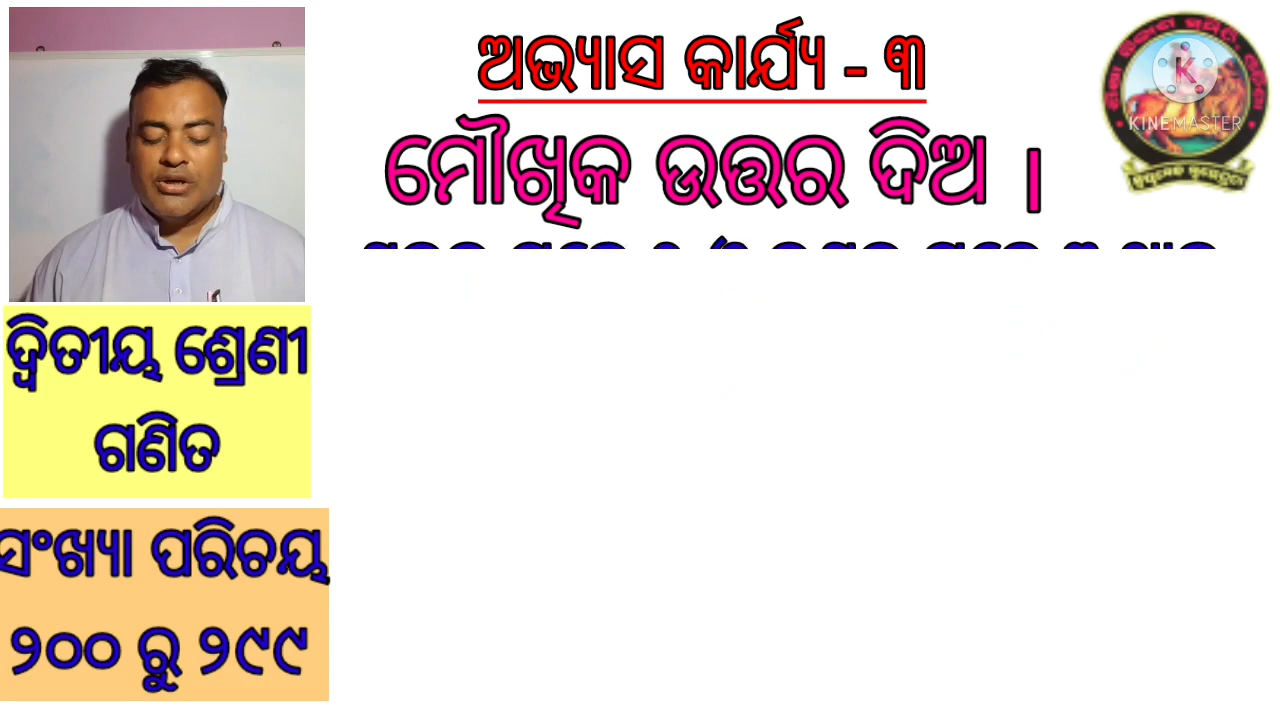 ଅଭ୍ୟାସ କାର୍ଯ୍ୟ - ୩
ମୌଖିକ ଉତ୍ତର ଦିଅ ।
KINEMASTER
ଦ୍ଵିତୀୟ ଶ୍ରେଣୀ
ଗଣିତ
ସଂଖ୍ୟା ପରିଚୟ
୨୦୦ ରୁ ୨୯୯